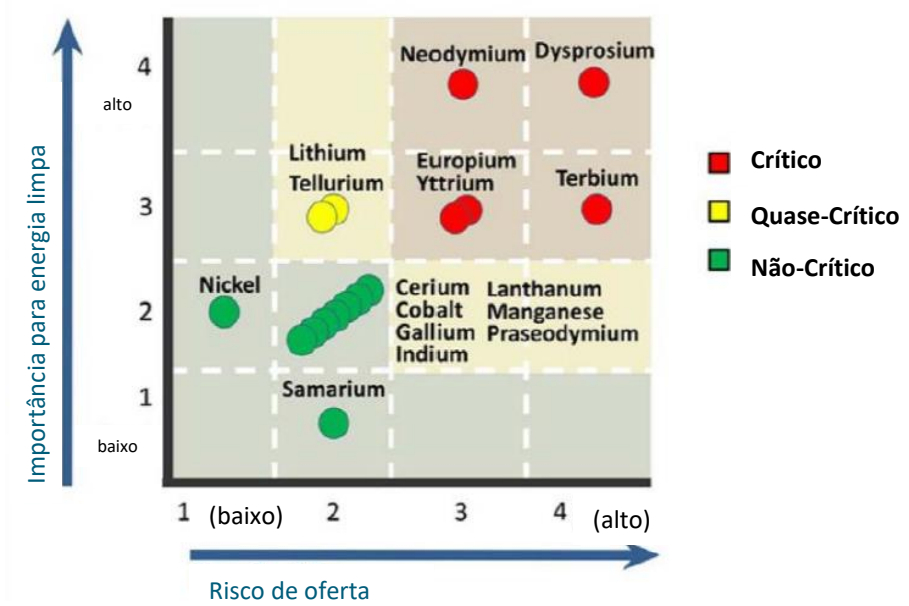 Importância para energia limpa
4
alto
3
2
1
baixo
Neodymium
Dysprosium
Lithium
Tellurium
Europium
Yttrium
Terbium
Nickel
Cerium
Cobalt
Gallium
Indium
Lanthanum
Manganese
Praseodymium
Samarium
1 (baixo) 2 3 4 (alto)
Risco de oferta
Crítico
Quase-Crítico
Não-Crítico